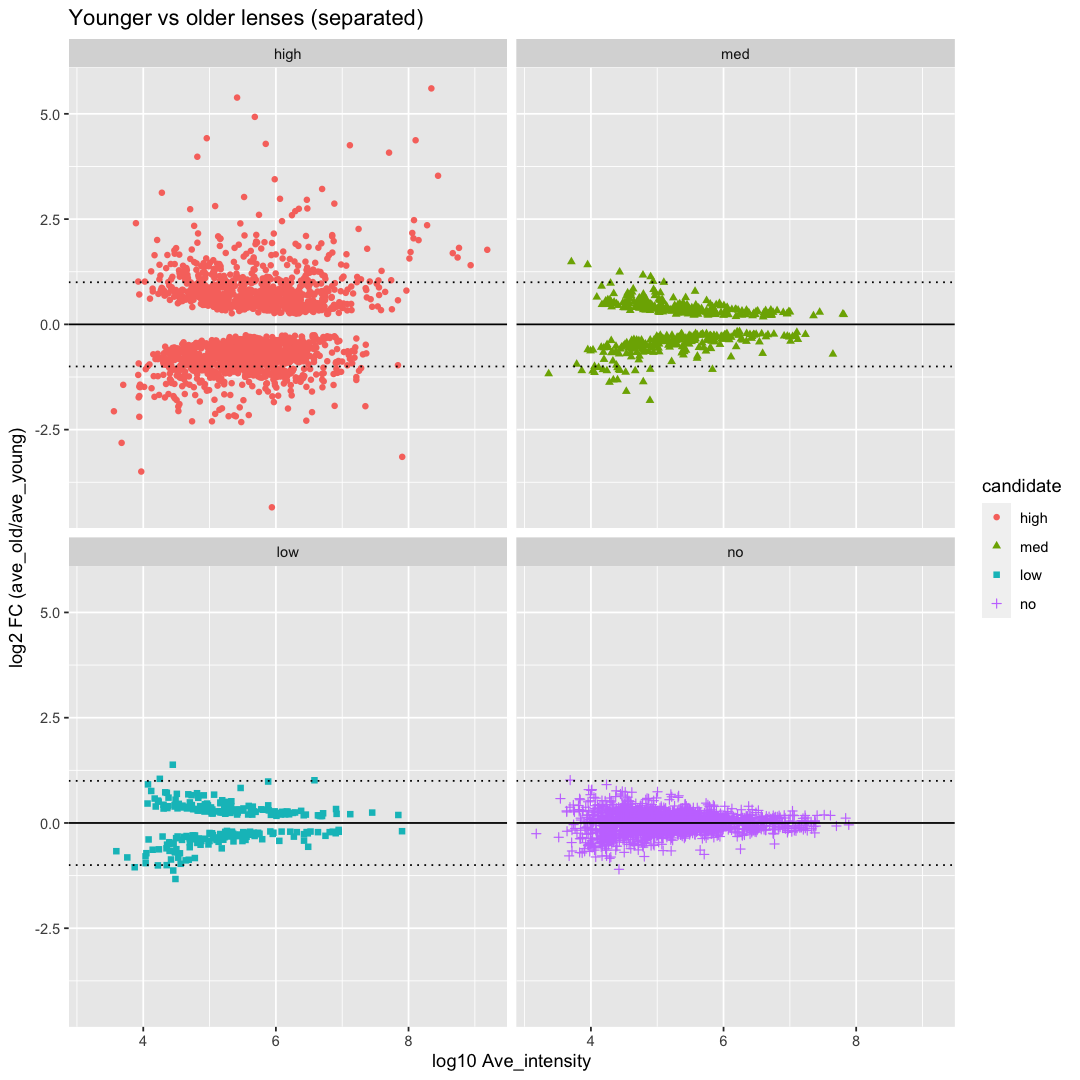 Younger vs older lenses (separated)
high
med
5.0
2.5
0.0
-2.5
low
no
5.0
2.5
0.0
-2.5
4
6
8
4
6
8
log10 Ave_intensity
log2 FC (ave_old/ave_young)
candidate
high
med
low
no